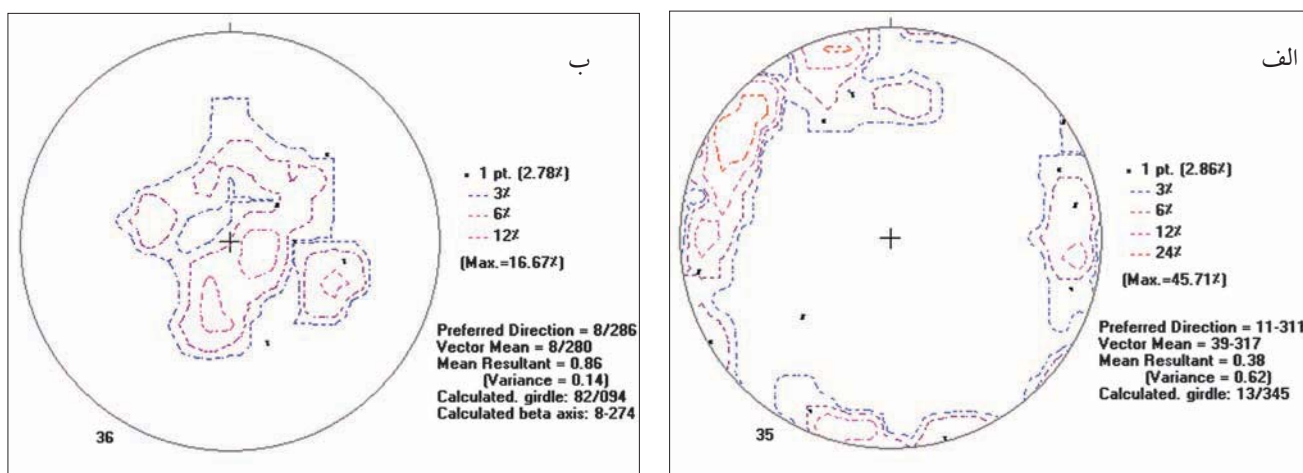 ب
1 pt. (2.78%)
3%
6%
12%
(Max.=16.67%)
Preferred Direction = 8/286
Vector Mean = 8/280
Mean Resultant = 0.86
(Variance = 0.14)
Calculated. girdle: 82/094
Calculated beta axis: 8-274
36
الف
1 pt. (2.86%)
3%
6%
12%
24%
(Max.=45.71%)
Preferred Direction = 11-311
Vector Mean = 39-317
Mean Resultant = 0.38
(Variance = 0.62)
Calculated. girdle: 13/345
35